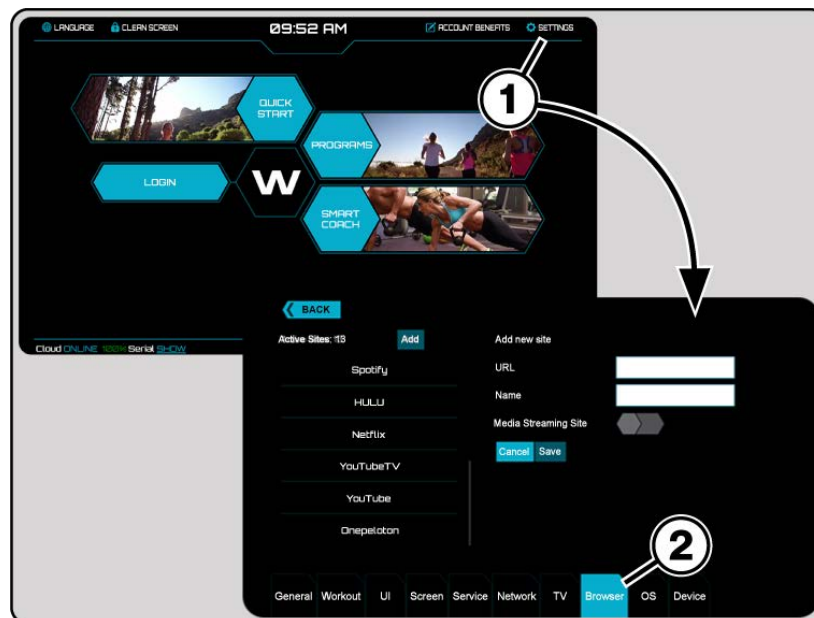 LANGUAGE CLEAN SCREEN 09:52 AM ACCOUNT BENEFITS SETTINGS
1
QUICK
START
PROGRAMS
LOGIN
W
SMART
COACH
Cloud ONLINE 100% Serial SHOW
BACK
Active Sites: 13 Add
Spotify
HULU
Netflix
YouTubeTV
YouTube
Onepeloton
Add new site
URL
Name
Media Streaming Site
Cancel Save
2
General Workout UI Screen Service Network TV Browser OS Device